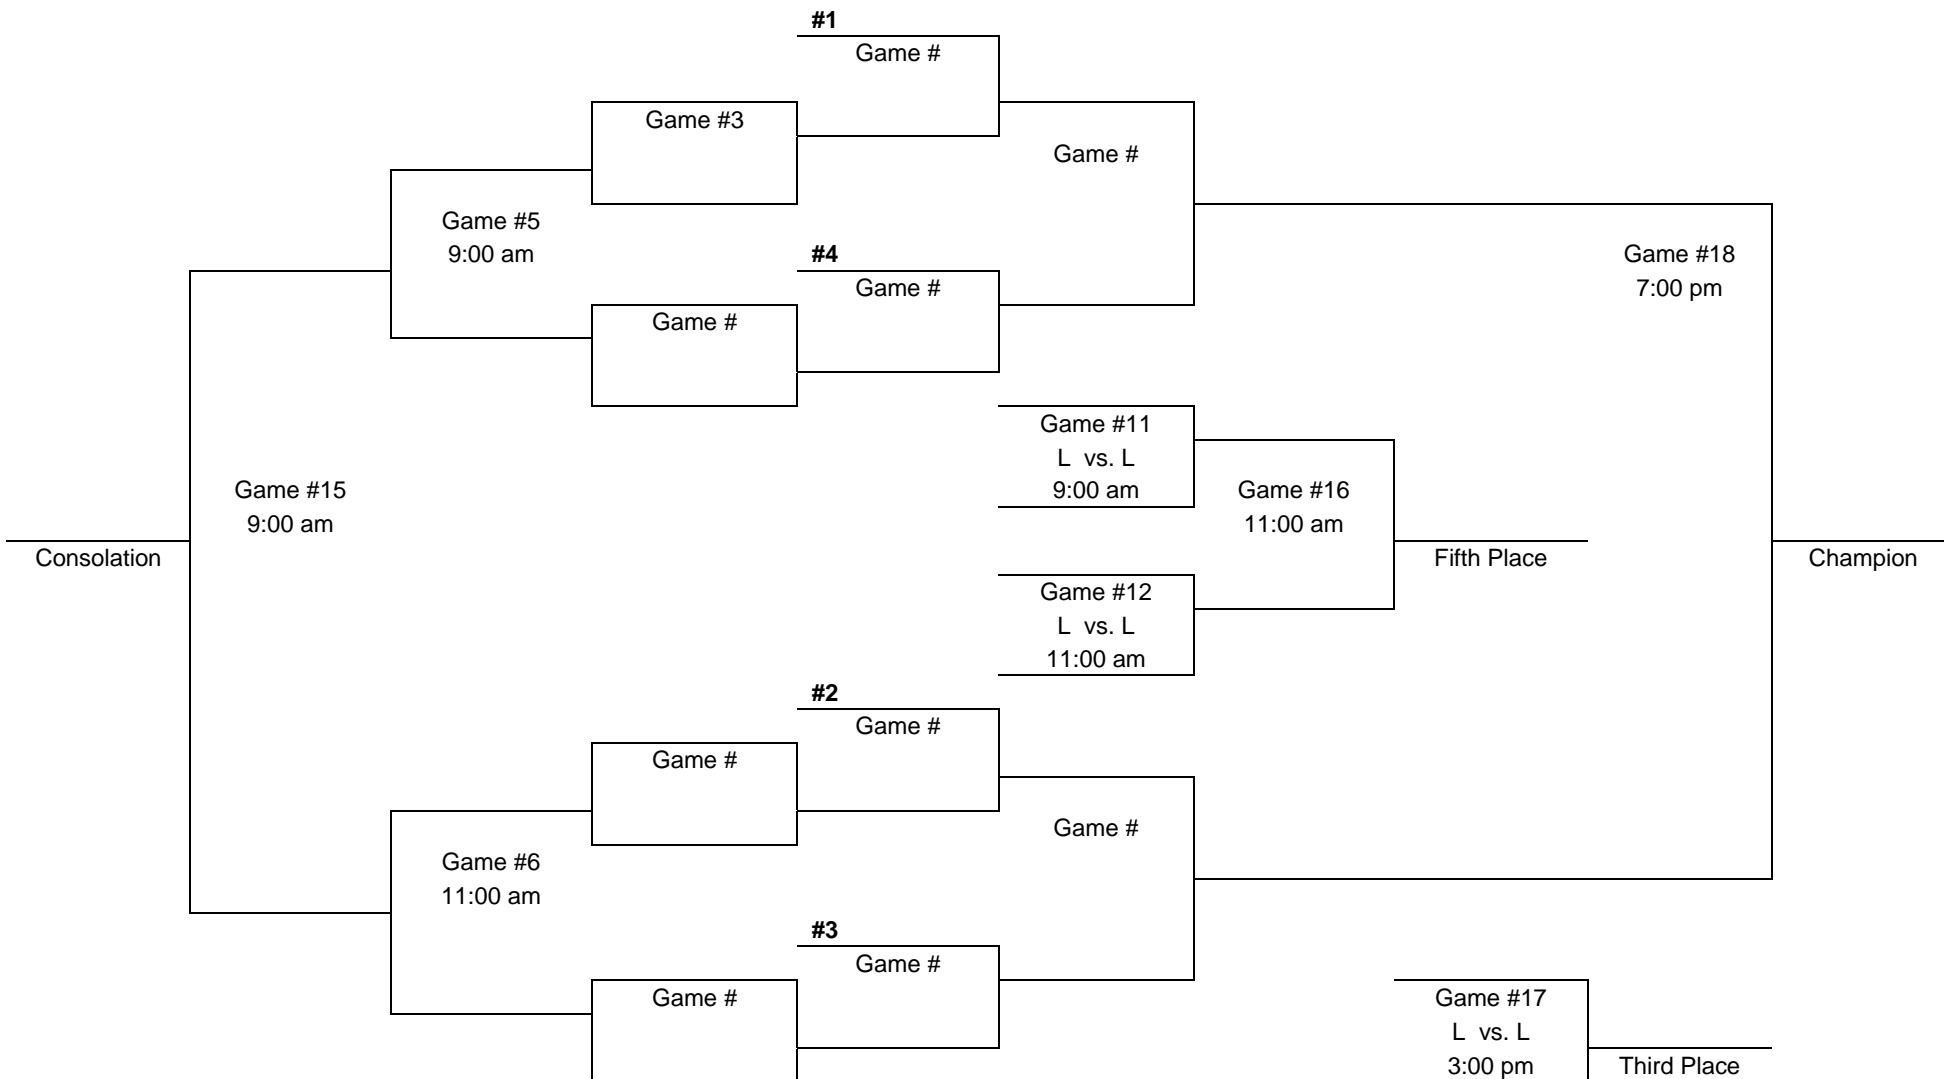 #1
Game #
Game #3
Game #
Game #5
9:00 am
#4
Game #18
7:00 pm
Game #
Game #
Game #11
L vs. L
9:00 am
Game #15
9:00 am
Game #16
11:00 am
Consolation
Fifth Place
Champion
Game #12
L vs. L
11:00 am
#2
Game #
Game #
Game #
Game #6
11:00 am
#3
Game #
Game #
Game #17
L vs. L
3:00 pm
Third Place